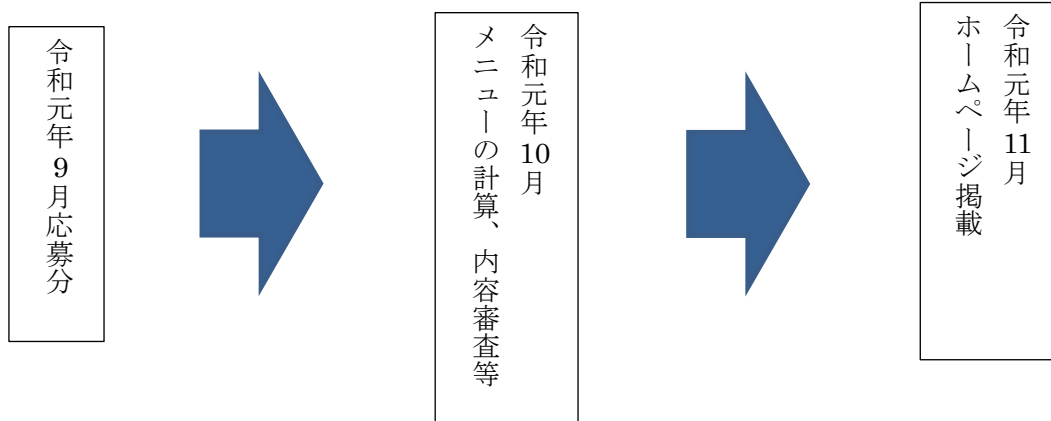 令和元年9月応募分
令和元年10月
メニューの計算、内容審査等
令和元年11月
ホームページ掲載